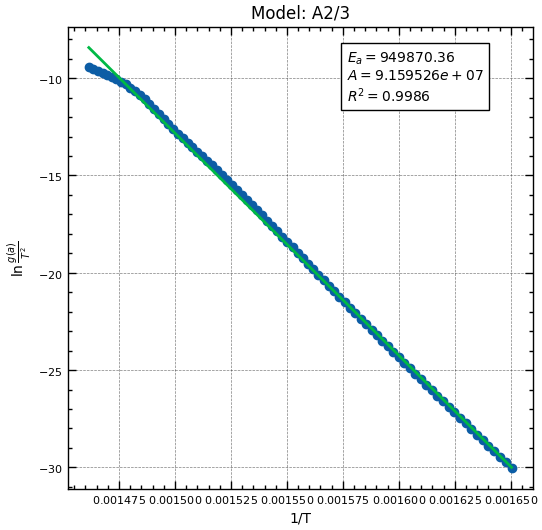 Model: A2/3
E_a = 949870.36
A = 9.159526e + 07
R^2 = 0.9986
−10
−15
−20
−25
−30
ln g(a)/T^2
0.001475 0.001500 0.001525 0.001550 0.001575 0.001600 0.001625 0.001650
1/T